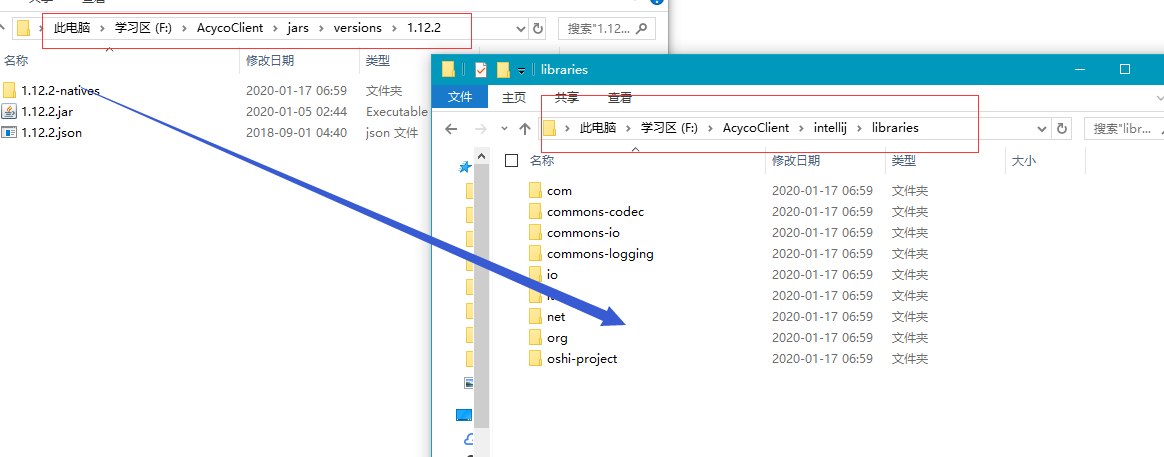 共享 查看
此电脑 › 学习区 (F:) › AcycoClient › jars › versions › 1.12.2
搜索"1.12...
名称 修改日期 类型
1.12.2-natives 2020-01-17 06:59 文件夹
1.12.2.jar 2020-01-05 02:44 Executable
1.12.2.json 2018-09-01 04:40 json 文件
libraries
文件 主页 共享 查看
此电脑 › 学习区 (F:) › AcycoClient › intellij › libraries
搜索"libr...
名称 修改日期 类型 大小
com 2020-01-17 06:59 文件夹
commons-codec 2020-01-17 06:59 文件夹
commons-io 2020-01-17 06:59 文件夹
commons-logging 2020-01-17 06:59 文件夹
io 2020-01-17 06:59 文件夹
2020-01-17 06:59 文件夹
net 2020-01-17 06:59 文件夹
org 2020-01-17 06:59 文件夹
oshi-project 2020-01-17 06:59 文件夹